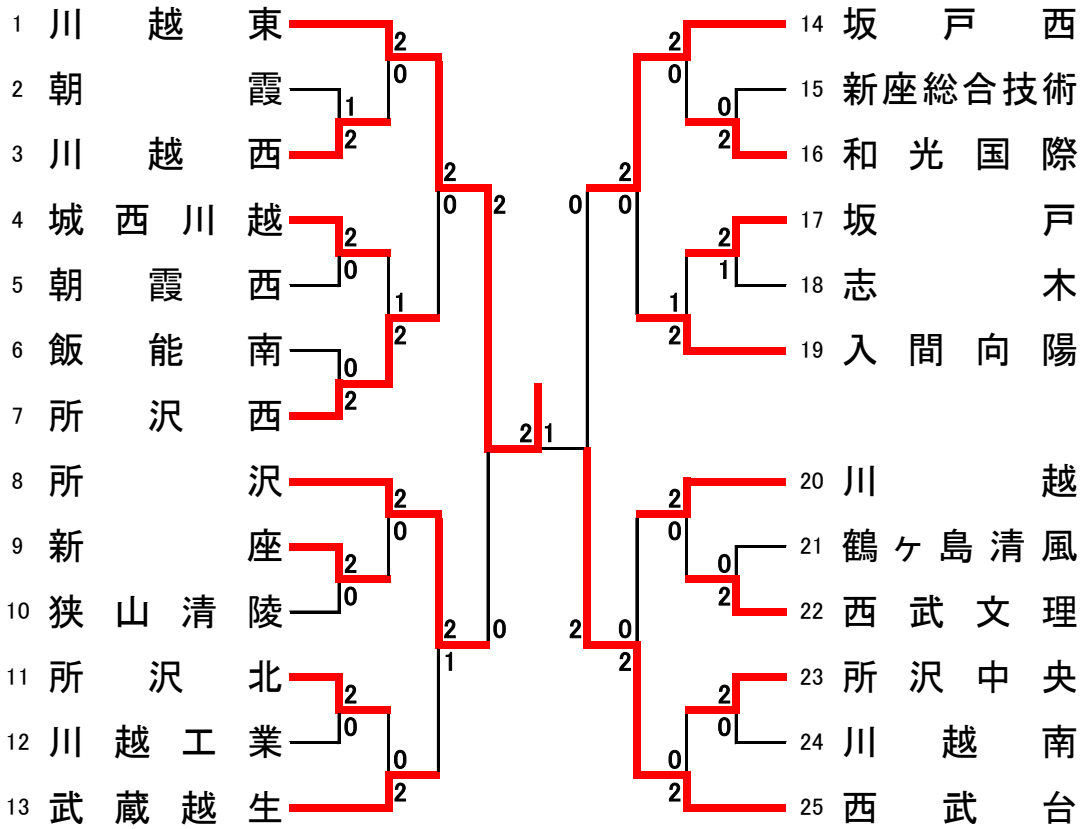 1 川越東
2 朝霞
3 川越西
4 城西川越
5 朝霞西
6 飯能南
7 所沢西
8 所沢
9 新座
10 狭山清陵
11 所沢北
12 川越工業
13 武蔵越生
2
0
1
2
2
0
2
0
1
2
0
2
2
0
2
0
2
1
2
0
0
2
2
0
2 1
0
2
2
0
0
2
2
0
2
1
1
2
2
0
0
2
0
2
2
0
0
2
14 坂戸西
15 新座総合技術
16 和光国際
17 坂戸
18 志木
19 入間向陽
20 川越
21 鶴ヶ島清風
22 西武文理
23 所沢中央
24 川越南
25 西武台